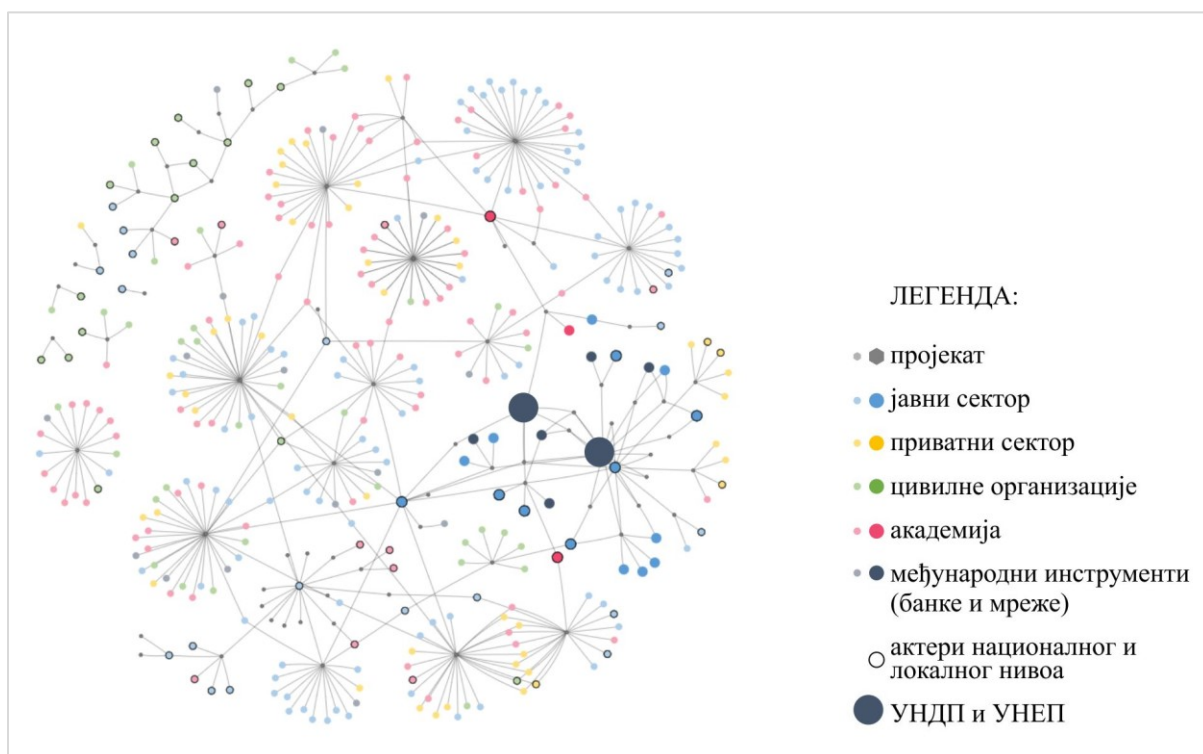 ЛЕГЕНДА:
пројекат
јавни сектор
приватни сектор
цивилне организације
академија
међународни инструменти
(банке и мреже)
актери националног и
локалног нивоа
УНДП и УНЕП